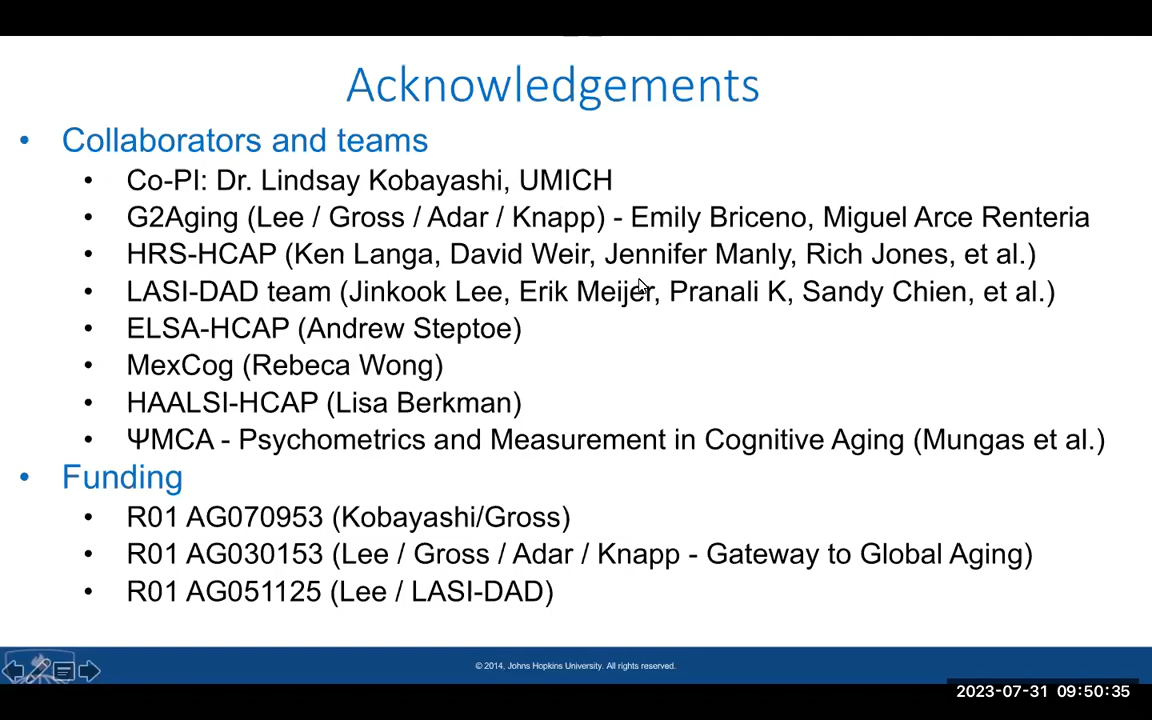 Acknowledgements
• Collaborators and teams
• Co-PI: Dr. Lindsay Kobayashi, UMICH
• G2Aging (Lee / Gross / Adar / Knapp) - Emily Briceno, Miguel Arce Renteria
• HRS-HCAP (Ken Langa, David Weir, Jennifer Manly, Rich Jones, et al.)
• LASI-DAD team (Jinkook Lee, Erik Meijer, Pranali K, Sandy Chien, et al.)
• ELSA-HCAP (Andrew Steptoe)
• MexCog (Rebeca Wong)
• HAALSI-HCAP (Lisa Berkman)
• ΨMCA - Psychometrics and Measurement in Cognitive Aging (Mungas et al.)
• Funding
• R01 AG070953 (Kobayashi/Gross)
• R01 AG030153 (Lee / Gross / Adar / Knapp - Gateway to Global Aging)
• R01 AG051125 (Lee / LASI-DAD)
© 2014, Johns Hopkins University. All rights reserved.
2023-07-31 09:50:35